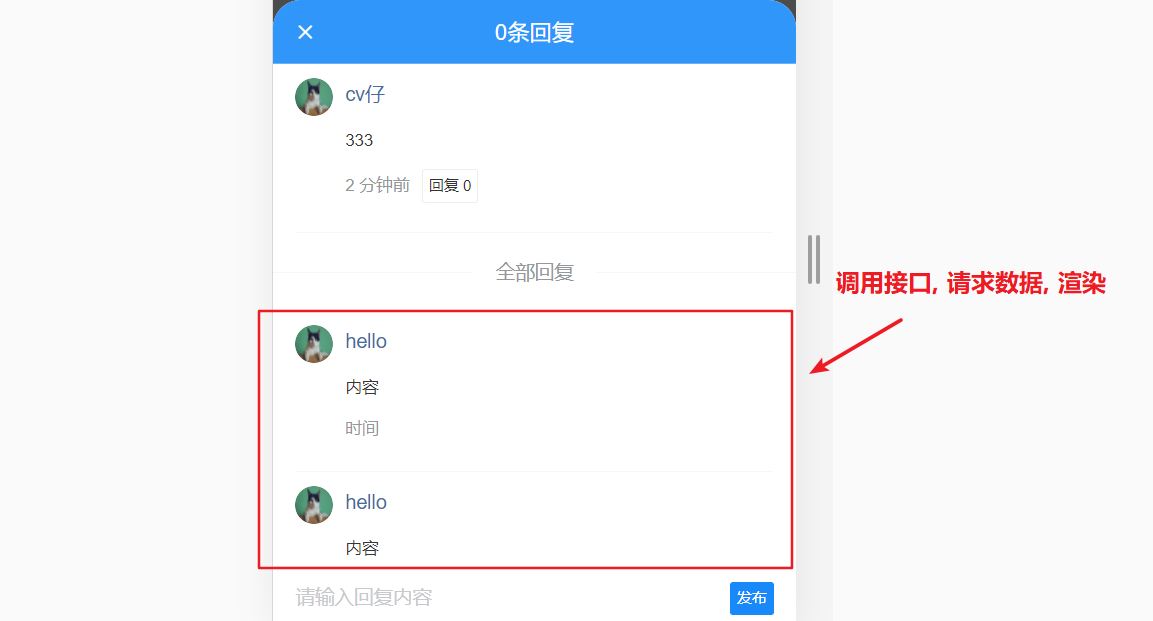 0条回复
cv仔
333
2 分钟前 回复 0
全部回复
调用接口, 请求数据, 渲染
hello
内容
时间
hello
内容
请输入回复内容 发布